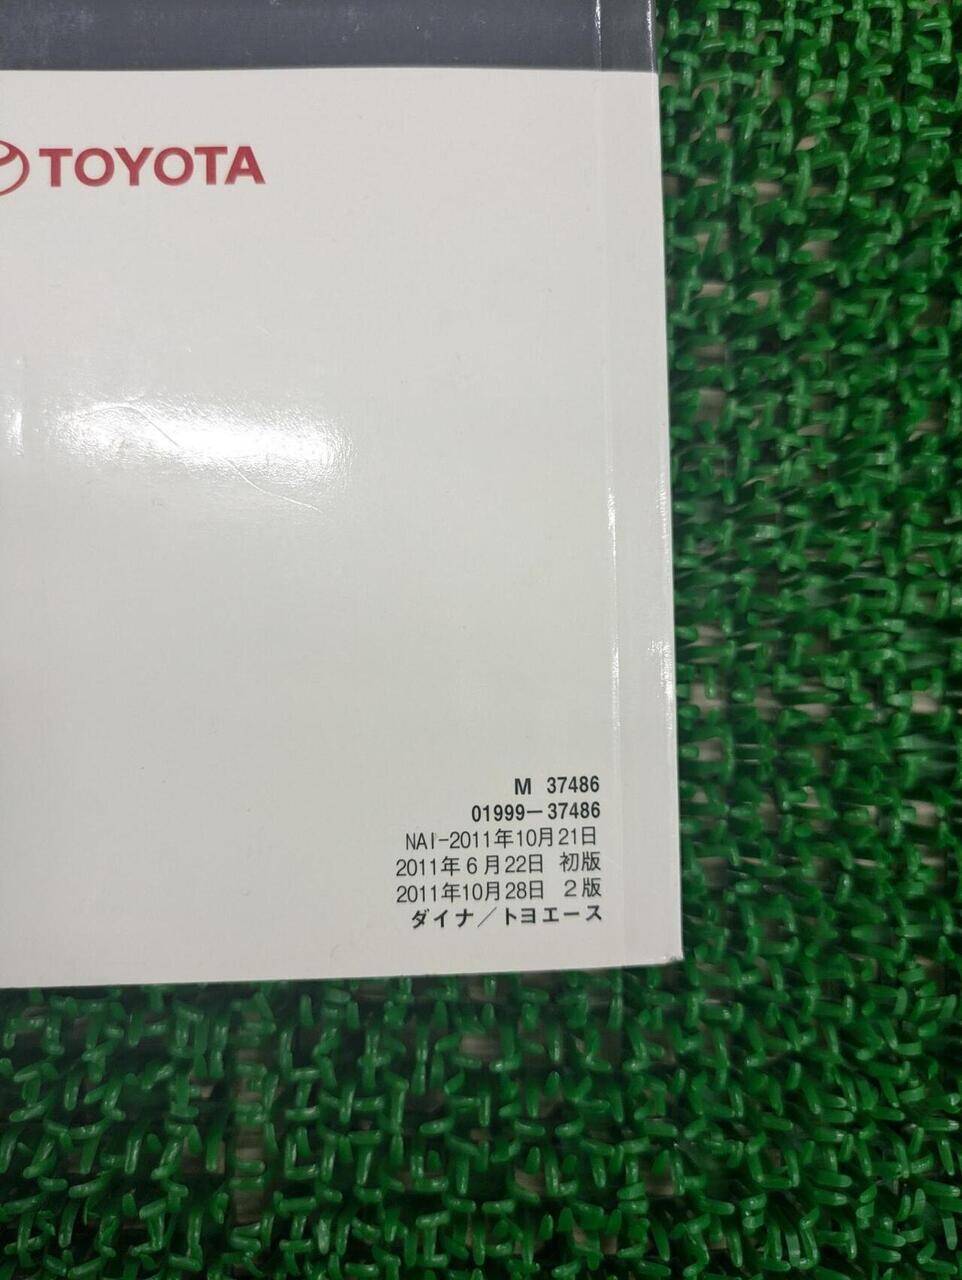 TOYOTA
M 37486
01999−37486
NAI−2011年10月21日
2011年6月22日 初版
2011年10月28日 2版
ダイナ／トヨエース